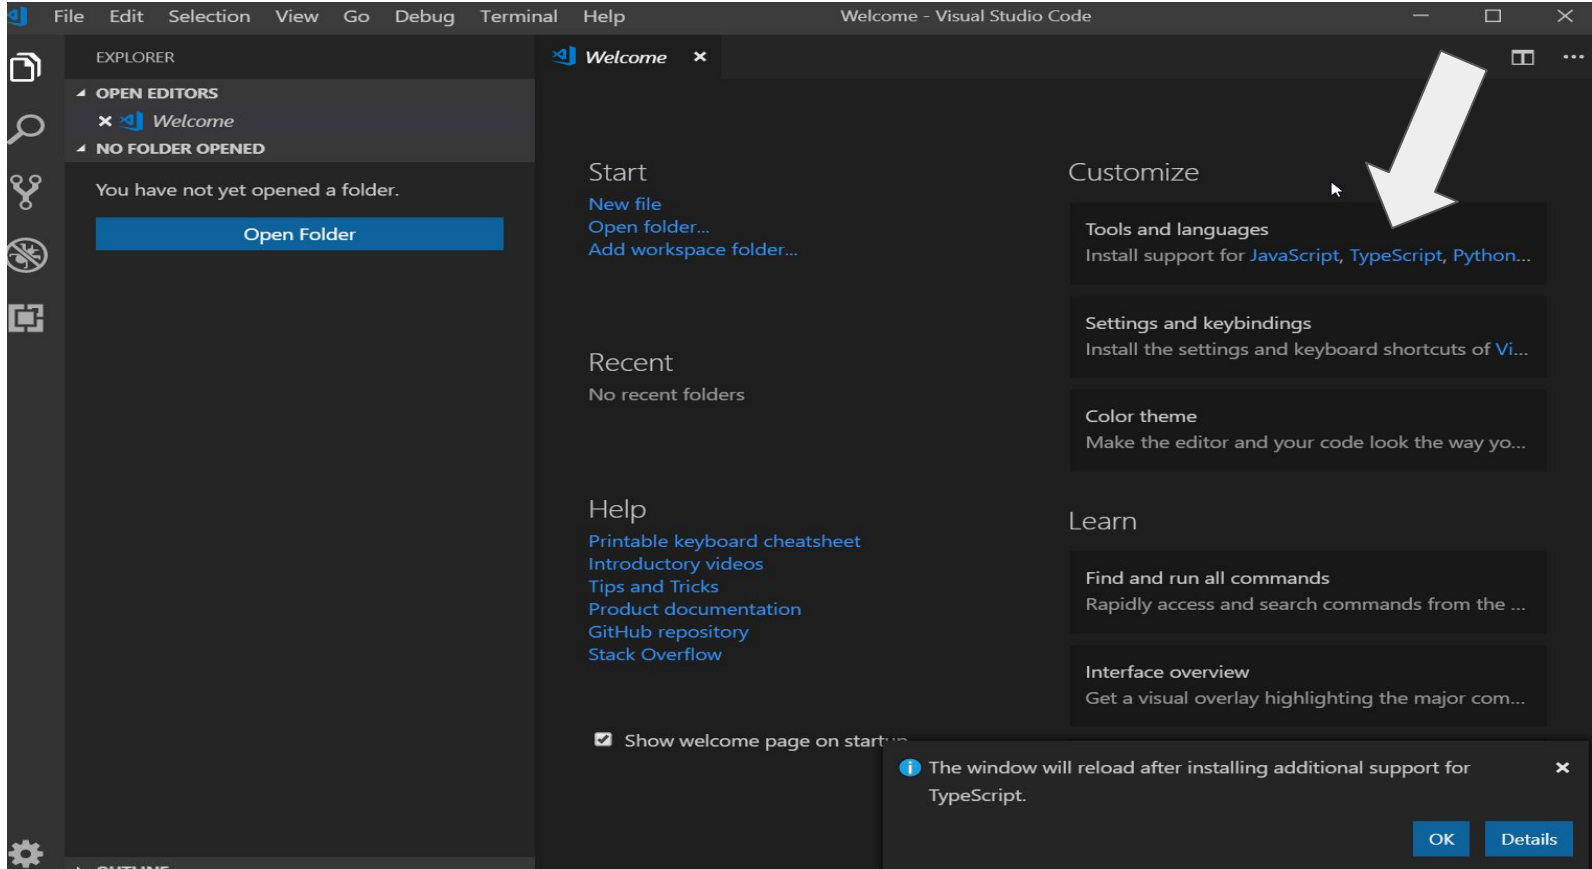 File Edit Selection View Go Debug Terminal Help Welcome - Visual Studio Code
EXPLORER
OPEN EDITORS
Welcome
NO FOLDER OPENED
You have not yet opened a folder.
Open Folder
Welcome
Start
New file
Open folder...
Add workspace folder...
Recent
No recent folders
Help
Printable keyboard cheatsheet
Introductory videos
Tips and Tricks
Product documentation
GitHub repository
Stack Overflow
Show welcome page on startup
Customize
Tools and languages
Install support for JavaScript, TypeScript, Python...
Settings and keybindings
Install the settings and keyboard shortcuts of Vi...
Color theme
Make the editor and your code look the way yo...
Learn
Find and run all commands
Rapidly access and search commands from the ...
Interface overview
Get a visual overlay highlighting the major com...
The window will reload after installing additional support for
TypeScript.
OK Details
OUTLINE